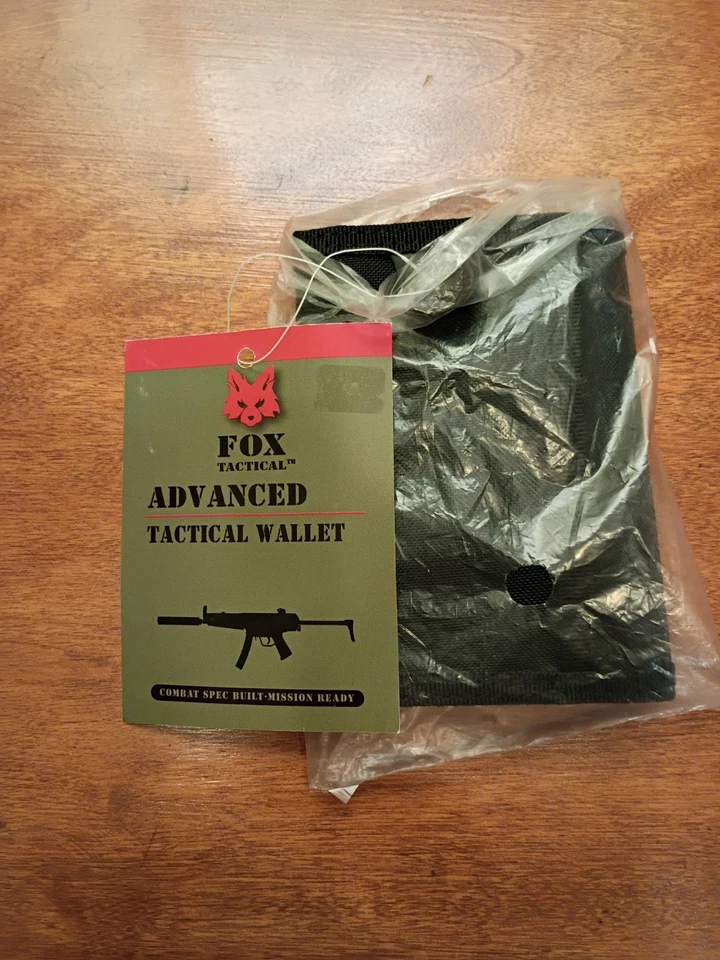 FOX
TACTICAL™
ADVANCED
TACTICAL WALLET
COMBAT SPEC BUILT-MISSION READY